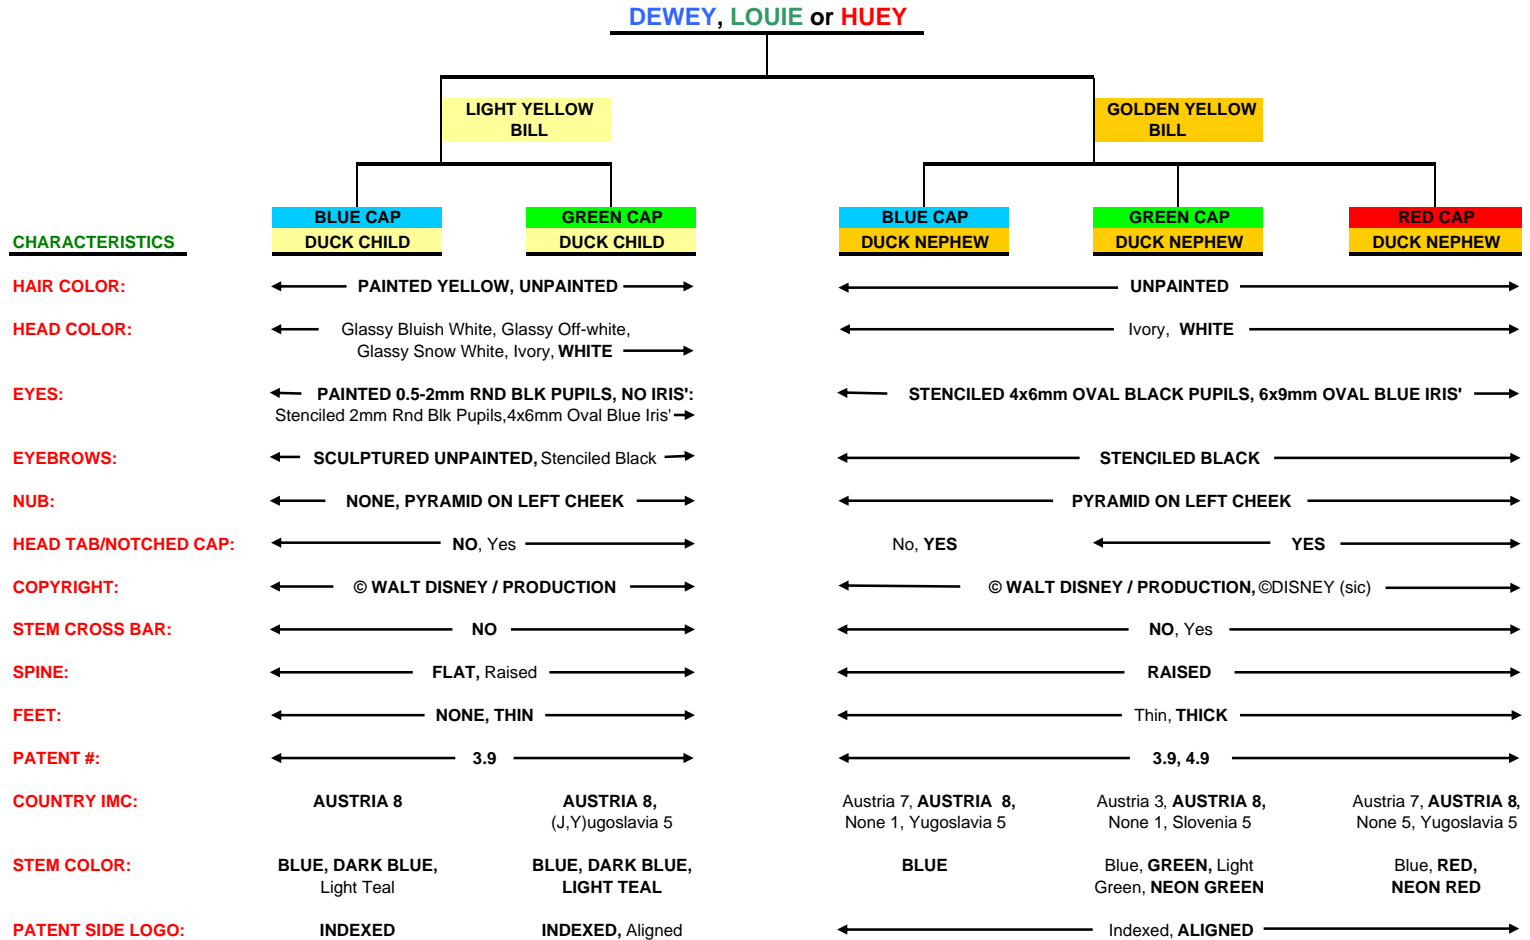 DEWEY, LOUIE or HUEY
LIGHT YELLOW
BILL
GOLDEN YELLOW
BILL
BLUE CAP
GREEN CAP
BLUE CAP
GREEN CAP
RED CAP
CHARACTERISTICS
DUCK CHILD
DUCK CHILD
DUCK NEPHEW
DUCK NEPHEW
DUCK NEPHEW
HAIR COLOR:
PAINTED YELLOW, UNPAINTED
UNPAINTED
HEAD COLOR:
Glassy Bluish White, Glassy Off-white,
Glassy Snow White, Ivory, WHITE
Ivory, WHITE
EYES:
PAINTED 0.5-2mm RND BLK PUPILS, NO IRIS':
Stenciled 2mm Rnd Blk Pupils,4x6mm Oval Blue Iris'
STENCILED 4x6mm OVAL BLACK PUPILS, 6x9mm OVAL BLUE IRIS'
EYEBROWS:
SCULPTURED UNPAINTED, Stenciled Black
STENCILED BLACK
NUB:
NONE, PYRAMID ON LEFT CHEEK
PYRAMID ON LEFT CHEEK
HEAD TAB/NOTCHED CAP:
NO, Yes
No, YES
YES
COPYRIGHT:
© WALT DISNEY / PRODUCTION
© WALT DISNEY / PRODUCTION, ©DISNEY (sic)
STEM CROSS BAR:
NO
NO, Yes
SPINE:
FLAT, Raised
RAISED
FEET:
NONE, THIN
Thin, THICK
PATENT #:
3.9
3.9, 4.9
COUNTRY IMC:
AUSTRIA 8
AUSTRIA 8,
(J,Y)ugoslavia 5
Austria 7, AUSTRIA 8,
None 1, Yugoslavia 5
Austria 3, AUSTRIA 8,
None 1, Slovenia 5
Austria 7, AUSTRIA 8,
None 5, Yugoslavia 5
STEM COLOR:
BLUE, DARK BLUE,
Light Teal
BLUE, DARK BLUE,
LIGHT TEAL
BLUE
Blue, GREEN, Light
Green, NEON GREEN
Blue, RED,
NEON RED
PATENT SIDE LOGO:
INDEXED
INDEXED, Aligned
Indexed, ALIGNED